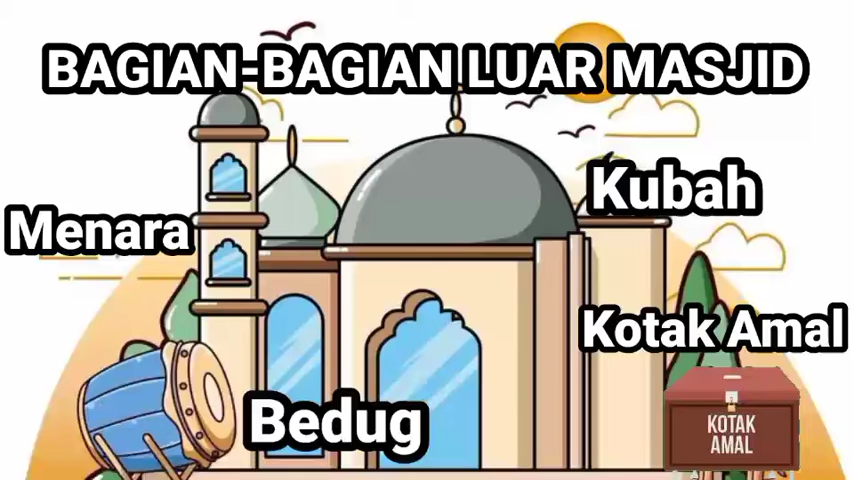 BAGIAN-BAGIAN LUAR MASJID
Kubah
Menara
Kotak Amal
Bedug
KOTAK
AMAL